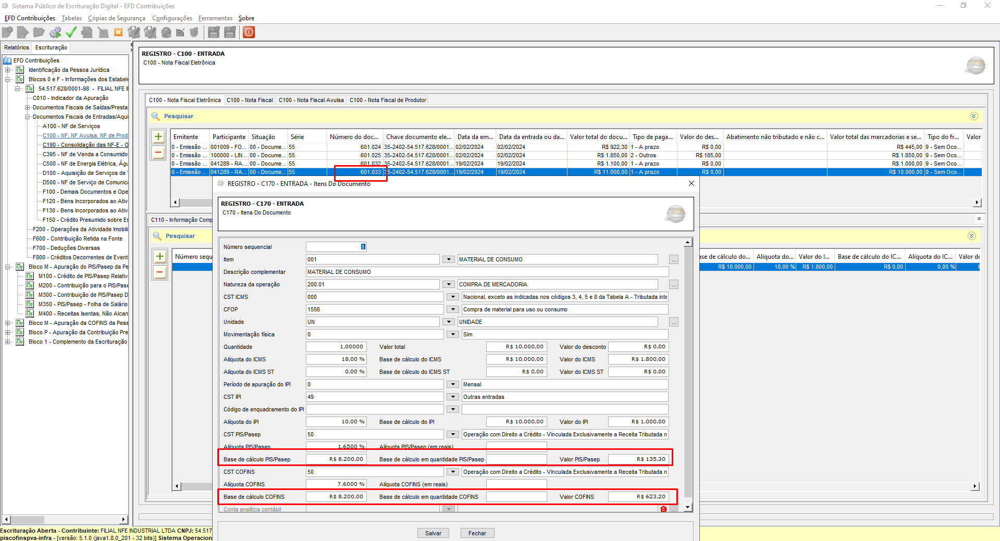 Sistema Público de Escrituração Digital - EFD Contribuições
EFD Contribuições Tabelas Cópias de Segurança Configurações Ferramentas Sobre
Relatórios Escrituração
EFD Contribuições
Identificação da Pessoa Jurídica
Blocos 0 e F - Informações dos Estabele
54.517.628/0001-98 - FILIAL NFE I
C010 - Indicador da Apuração
Documentos Fiscais de Saídas/Presta
Documentos Fiscais de Entradas/Aqui
A100 - NF de Serviços
C100 - NF, NF Avulsa, NF de Prod
C190 - Consolidação das NF-E - O
C395 - NF de Venda a Consumido
C500 - NF de Energia Elétrica, Águ
D100 - Aquisição de Serviços de T
D500 - NF de Serviço de Comunica
F100 - Demais Documentos e Ope
F120 - Bens Incorporados ao Ativ
F130 - Bens Incorporados ao Ativ
F150 - Crédito Presumido sobre Es
F200 - Operações da Atividade Imobili
F600 - Contribuição Retida na Fonte
F700 - Deduções Diversas
F800 - Créditos Decorrentes de Event
Bloco M - Apuração do PIS/Pasep da Pe
M100 - Crédito de PIS/Pasep Relativ
M200 - Contribuição para o PIS/Pase
M300 - Contribuição de PIS/Pasep D
M350 - PIS/Pasep - Folha de Salário
M400 - Receitas Isentas, Não Alcan
Bloco M - Apuração da COFINS da Pess
Bloco P - Apuração da Contribuição Pre
Bloco 1 - Complemento da Escrituração
REGISTRO - C100 - ENTRADA
C100 - Nota Fiscal Eletrônica
C100 - Nota Fiscal Eletrônica C100 - Nota Fiscal C100 - Nota Fiscal Avulsa C100 - Nota Fiscal de Produtor
Pesquisar
Emitente Participante Situação Série Número do doc... Chave documento ele... Data da em... Data da entrada ou da... Valor total do docu... Tipo de paga... Valor do des... Abatimento não tributado e não c... Valor total das mercadorias e se... Tipo do fr... Valor
0 - Emissão ... 001009 - FO... 00 - Docume... 55 601.024 35-2402-54.517.628/0001... 02/02/2024 02/02/2024 R$ 922,30 1 - A prazo R$ 0,00 R$ 445,00 9 - Sem Oco...
0 - Emissão ... 100000 - LIN... 00 - Docume... 55 601.025 35-2402-54.517.628/0001... 02/02/2024 02/02/2024 R$ 1.850,00 2 - Outros R$ 185,00 R$ 1.850,00 9 - Sem Oco...
0 - Emissão ... 041289 - RA... 00 - Docume... 55 601.032 35-2402-54.517.628/0001... 19/02/2024 19/02/2024 R$ 1.100,00 1 - A prazo R$ 0,00 R$ 1.000,00 9 - Sem Oco...
0 - Emissão ... 041289 - RA... 00 - Docume... 55 601.033 35-2402-54.517.628/0001... 19/02/2024 19/02/2024 R$ 11.000,00 1 - A prazo R$ 0,00 R$ 10.000,00 9 - Sem Oco...
C110 - Informação Comp
Pesquisar
Número sequ
ase de cálculo do... Alíquota do... Valor do I... Base de cálculo do IC... Alíquota do IC... Valor dc
R$ 10.000,00 18,00 % R$ 1.800,00 R$ 0,00 0,00 %
REGISTRO - C170 - ENTRADA - Itens Do Documento
REGISTRO - C170 - ENTRADA
C170 - Itens Do Documento
Número sequencial 1
Item 001 MATERIAL DE CONSUMO ...
Descrição complementar MATERIAL DE CONSUMO
Natureza da operação 200.01 COMPRA DE MERCADORIA ...
CST ICMS 000 Nacional, exceto as indicadas nos códigos 3, 4, 5 e 8 da Tabela A - Tributada inte
CFOP 1556 Compra de material para uso ou consumo
Unidade UN UNIDADE ...
Movimentação física 0 Sim
Quantidade 1,00000 Valor total R$ 10.000,00 Valor do desconto R$ 0,00
Alíquota do ICMS 18,00 % Base de cálculo do ICMS R$ 10.000,00 Valor do ICMS R$ 1.800,00
Alíquota do ICMS ST 0,00 % Base de cálculo do ICMS ST R$ 0,00 Valor do ICMS ST R$ 0,00
Período de apuração do IPI 0 Mensal
CST IPI 49 Outras entradas
Código de enquadramento do IPI
Alíquota do IPI 10,00 % Base de cálculo do IPI R$ 10.000,00 Valor do IPI R$ 1.000,00
CST PIS/Pasep 50 Operação com Direito a Crédito - Vinculada Exclusivamente a Receita Tributada n
Alíquota PIS/Pasep 1,6500 % Alíquota PIS/Pasep (em reais)
Base de cálculo PIS/Pasep R$ 8.200,00 Base de cálculo em quantidade PIS/Pasep Valor PIS/Pasep R$ 135,30
CST COFINS 50 Operação com Direito a Crédito - Vinculada Exclusivamente a Receita Tributada n
Alíquota COFINS 7,6000 % Alíquota COFINS (em reais)
Base de cálculo COFINS R$ 8.200,00 Base de cálculo em quantidade COFINS Valor COFINS R$ 623,20
Conta analítica contábil E ...
Salvar Fechar
Escrituração Aberta - Contribuinte: FILIAL NFE INDUSTRIAL LTDA CNPJ: 54.517
piscofinspva-infra - [versão: 5.1.0 (java1.8.0_201 - 32 bits)] Sistema Operacion